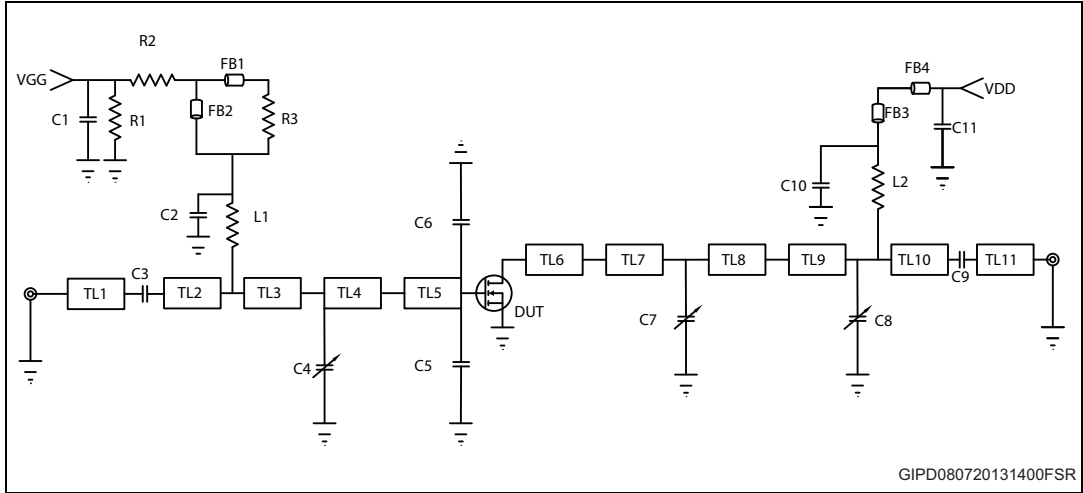 R2
FB1
FB4
VGG
VDD
FB2
FB3
C1
R1
R3
C11
C10
L2
C2
L1
C6
TL6
TL7
TL8
TL9
TL10
TL11
C3
C9
TL1
TL2
TL3
TL4
TL5
DUT
C7
C8
C4
C5
GIPD080720131400FSR